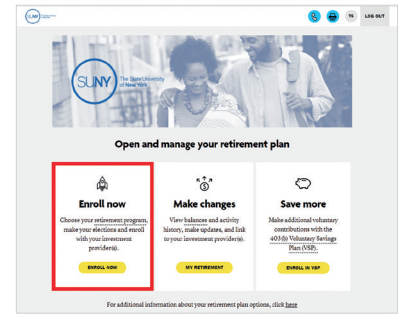 SUNY
TS LOG OUT
SUNY
The State University
of New York
Open and manage your retirement plan
Enroll now
Choose your retirement program,
make your elections and enroll
with your investment
provider(s).
ENROLL NOW
Make changes
View balances and activity
history, make updates, and link
to your investment provider(s).
MY RETIREMENT
Save more
Make additional voluntary
contributions with the
403(b) Voluntary Savings
Plan (VSP).
ENROLL IN VSP
For additional information about your retirement plan options, click here